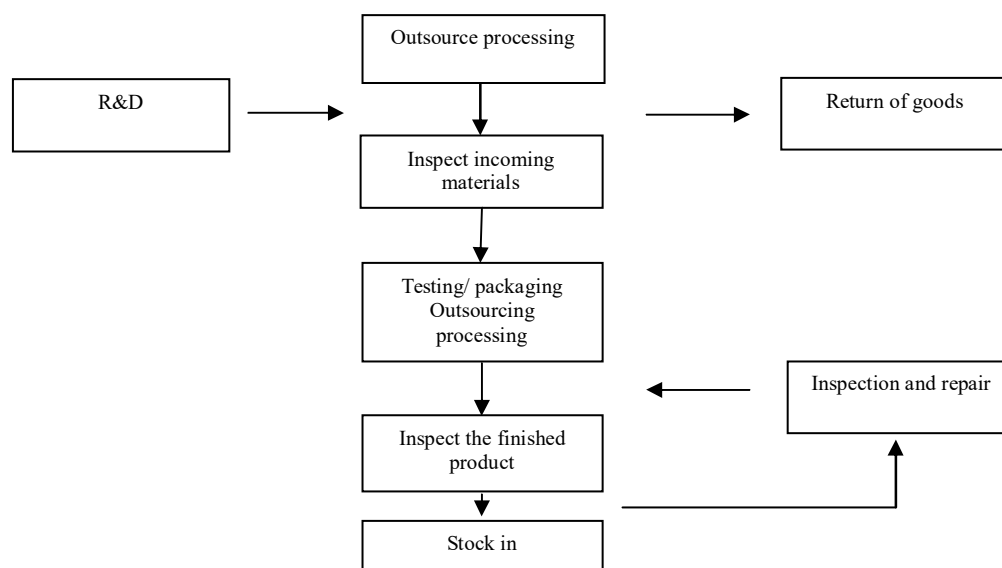 Outsource processing
R&D
Return of goods
Inspect incoming
materials
Testing/ packaging
Outsourcing
processing
Inspection and repair
Inspect the finished
product
Stock in